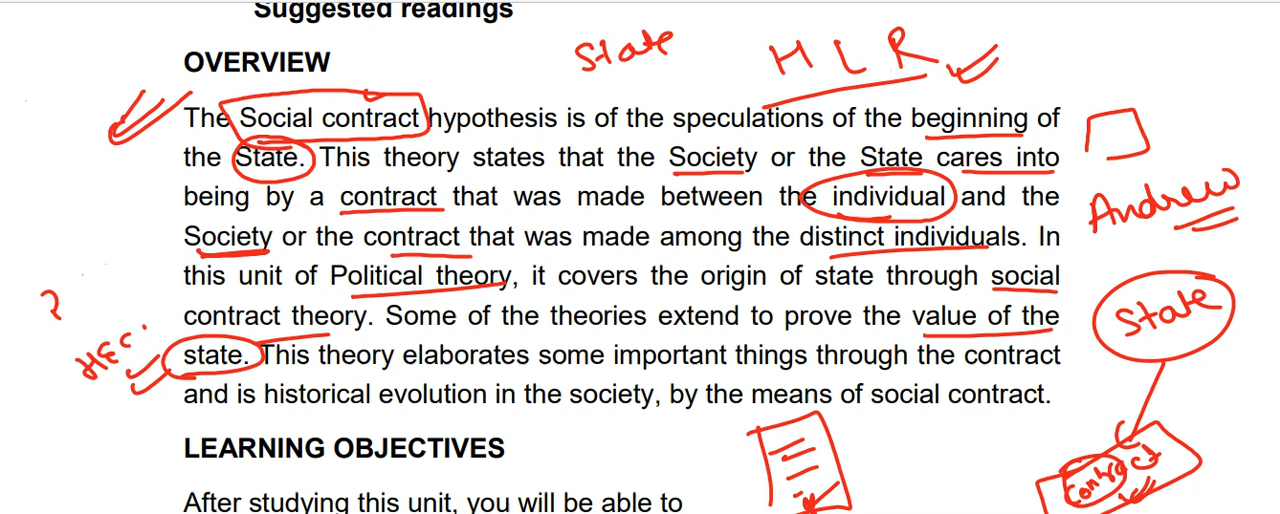 Suggested readings
OVERVIEW
State
HLR
The Social contract hypothesis is of the speculations of the beginning of
the State. This theory states that the Society or the State cares into
being by a contract that was made between the individual and the
Andrew
Society or the contract that was made among the distinct individuals. In
this unit of Political theory, it covers the origin of state through social
contract theory. Some of the theories extend to prove the value of the
State
?
state. This theory elaborates some important things through the contract
and is historical evolution in the society, by the means of social contract.
LEARNING OBJECTIVES
Contract
After studying this unit, you will be able to